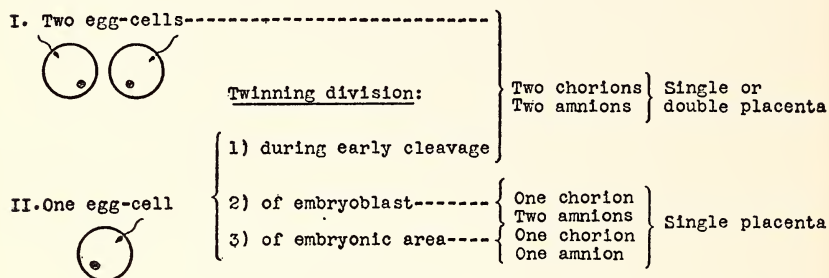 I. Two egg-cells
Two chorions
Two amnions
Single or
double placenta
Twinning division:
1) during early cleavage
II. One egg-cell
2) of embryoblast
One chorion
Two amnions
3) of embryonic area
One chorion
One amnion
Single placenta